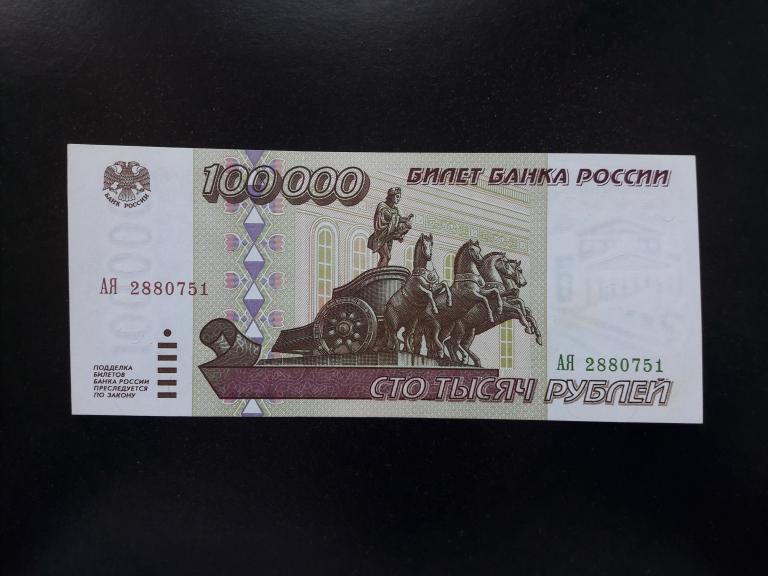 100 000
БИЛЕТ БАНКА РОССИИ
БАНК РОССИИ
АЯ 2880751
АЯ 2880751
ПОДДЕЛКА
БИЛЕТОВ
БАНКА РОССИИ
ПРЕСЛЕДУЕТСЯ
ПО ЗАКОНУ
СТО ТЫСЯЧ РУБЛЕЙ